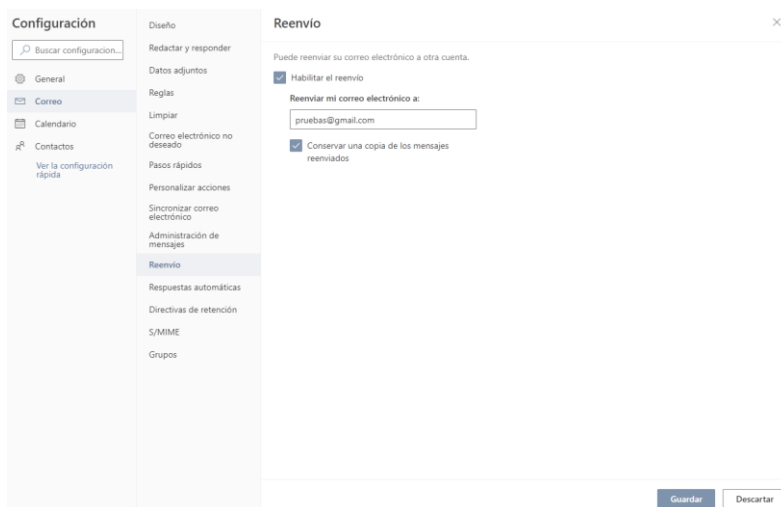 Configuración
Buscar configuracion...
General
Correo
Calendario
Contactos
Ver la configuración
rápida
Diseño
Redactar y responder
Datos adjuntos
Reglas
Limpiar
Correo electrónico no
deseado
Pasos rápidos
Personalizar acciones
Sincronizar correo
electrónico
Administración de
mensajes
Reenvío
Respuestas automáticas
Directivas de retención
S/MIME
Grupos
Reenvío
Puede reenviar su correo electrónico a otra cuenta.
Habilitar el reenvío
Reenviar mi correo electrónico a:
pruebas@gmail.com
Conservar una copia de los mensajes
reenviados
Guardar
Descartar